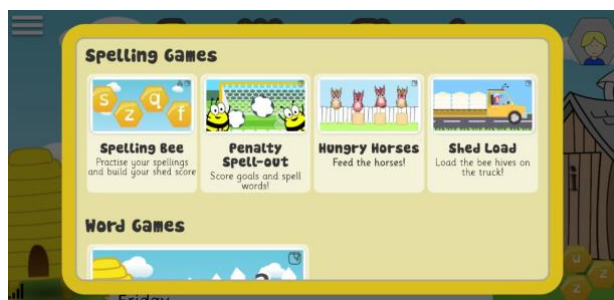 Spelling Games
s z q f
Spelling Bee
Practise your spellings
and build your shed score
Penalty
Spell-out
Score goals and spell
words!
Hungry Horses
Feed the horses!
Shed Load
Load the bee hives on
the truck!
Word Games
Friday
u
z
z